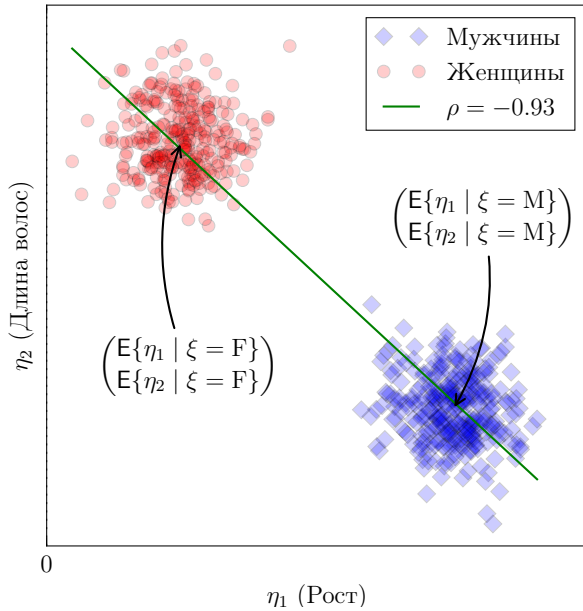 Мужчины
Женщины
ρ = −0.93
E{η₁ | ξ = M}
E{η₂ | ξ = M}
E{η₁ | ξ = F}
E{η₂ | ξ = F}
η₂ (Длина волос)
0
η₁ (Рост)